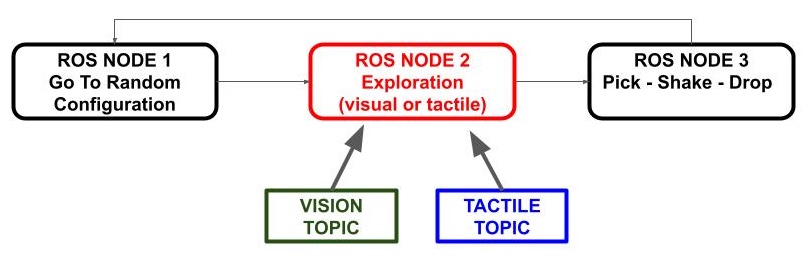 ROS NODE 1
Go To Random
Configuration
ROS NODE 2
Exploration
(visual or tactile)
ROS NODE 3
Pick - Shake - Drop
VISION
TOPIC
TACTILE
TOPIC